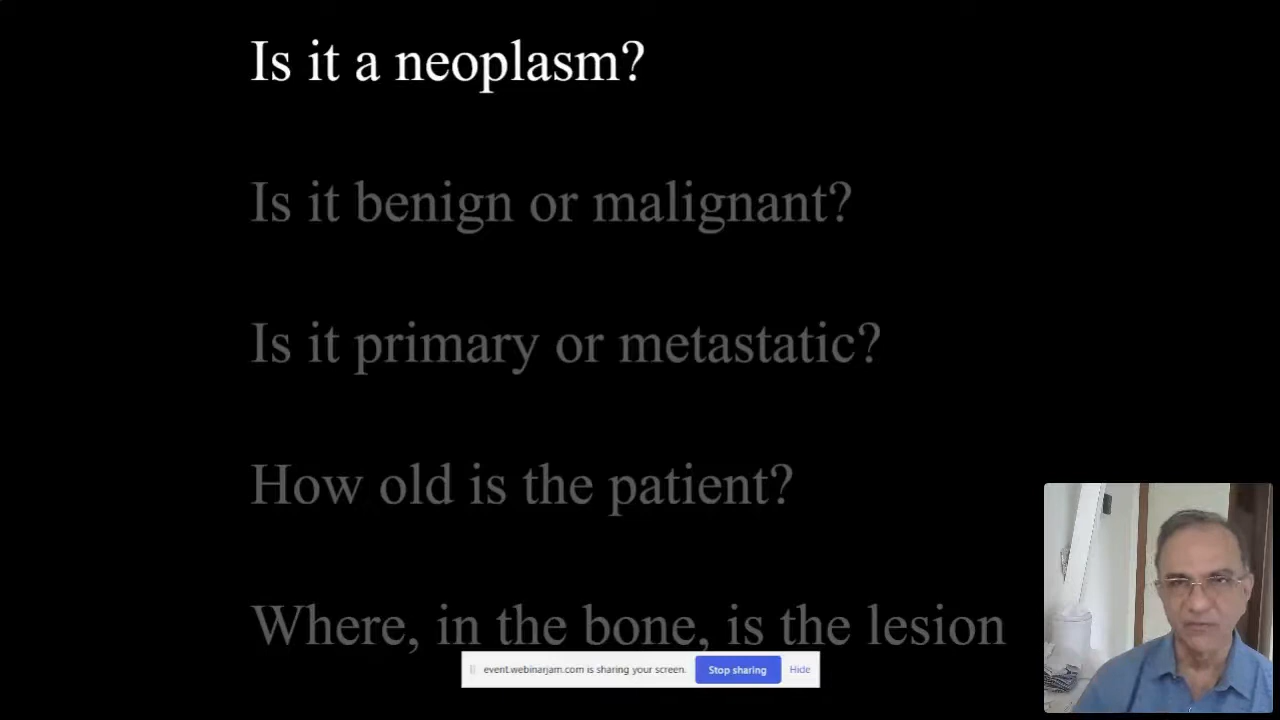 Is it a neoplasm?
Is it benign or malignant?
Is it primary or metastatic?
How old is the patient?
Where, in the bone, is the lesion
event.webinarjam.com is sharing your screen. Stop sharing Hide